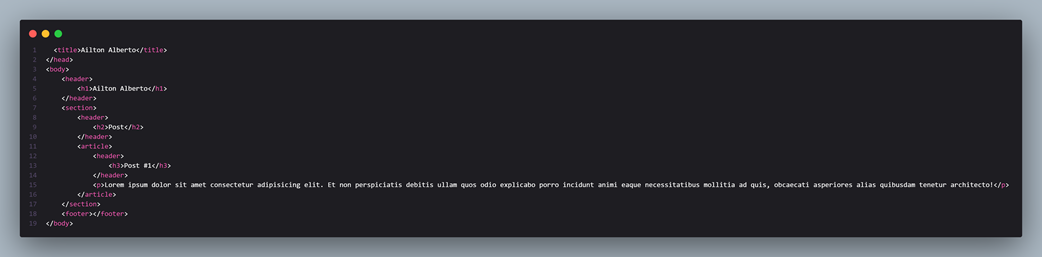 1 <title>Ailton Alberto</title>
2 </head>
3 <body>
4 <header>
5 <h1>Ailton Alberto</h1>
6 </header>
7 <section>
8 <header>
9 <h2>Post</h2>
10 </header>
11 <article>
12 <header>
13 <h3>Post #1</h3>
14 </header>
15 <p>Lorem ipsum dolor sit amet consectetur adipisicing elit. Et non perspiciatis debitis ullam quos odio explicabo porro incidunt animi eaque necessitatibus mollitia ad quis, obcaecati asperiores alias quibusdam tenetur architecto!</p>
16 </article>
17 </section>
18 <footer></footer>
19 </body>